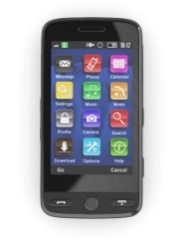 Message Phone Calendar
Settings Music News
Profile Camera Search
Download Options Help
Go Cancel